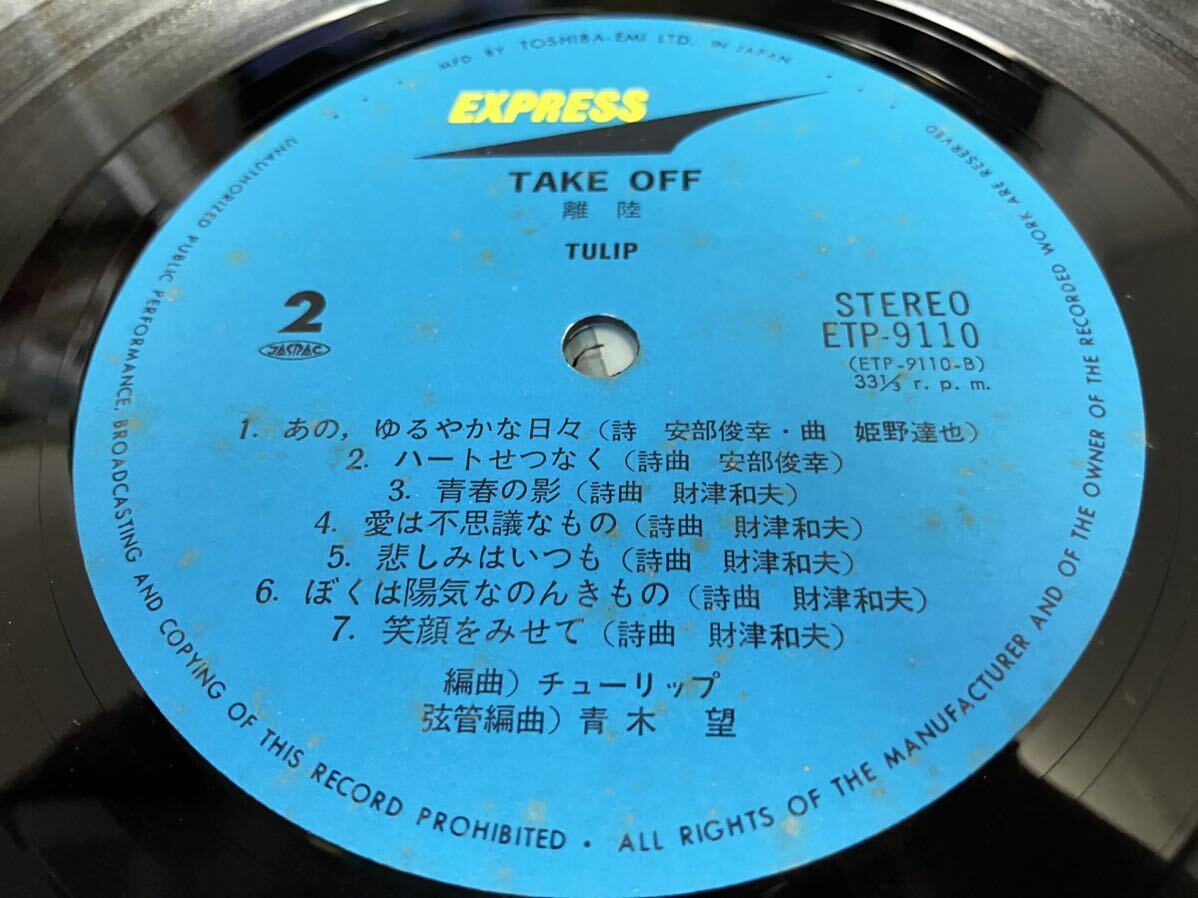 MFD BY TOSHIBA-EMI LTD. IN JAPAN
EXPRESS
TAKE OFF
離陸
TULIP
2
JASRAC
STEREO
ETP-9110
(ETP-9110-B)
33⅓ r.p.m.
1. あの, ゆるやかな日々 (詩 安部俊幸・曲 姫野達也)
2. ハートせつなく (詩曲 安部俊幸)
3. 青春の影 (詩曲 財津和夫)
4. 愛は不思議なもの (詩曲 財津和夫)
5. 悲しみはいつも (詩曲 財津和夫)
6. ぼくは陽気なのんきもの (詩曲 財津和夫)
7. 笑顔をみせて (詩曲 財津和夫)
編曲) チューリップ
弦管編曲) 青木 望
UNAUTHORIZED PUBLIC PERFORMANCE, BROADCASTING AND COPYING OF THIS RECORD PROHIBITED • ALL RIGHTS OF THE MANUFACTURER AND OF THE OWNER OF THE RECORDED WORK ARE RESERVED